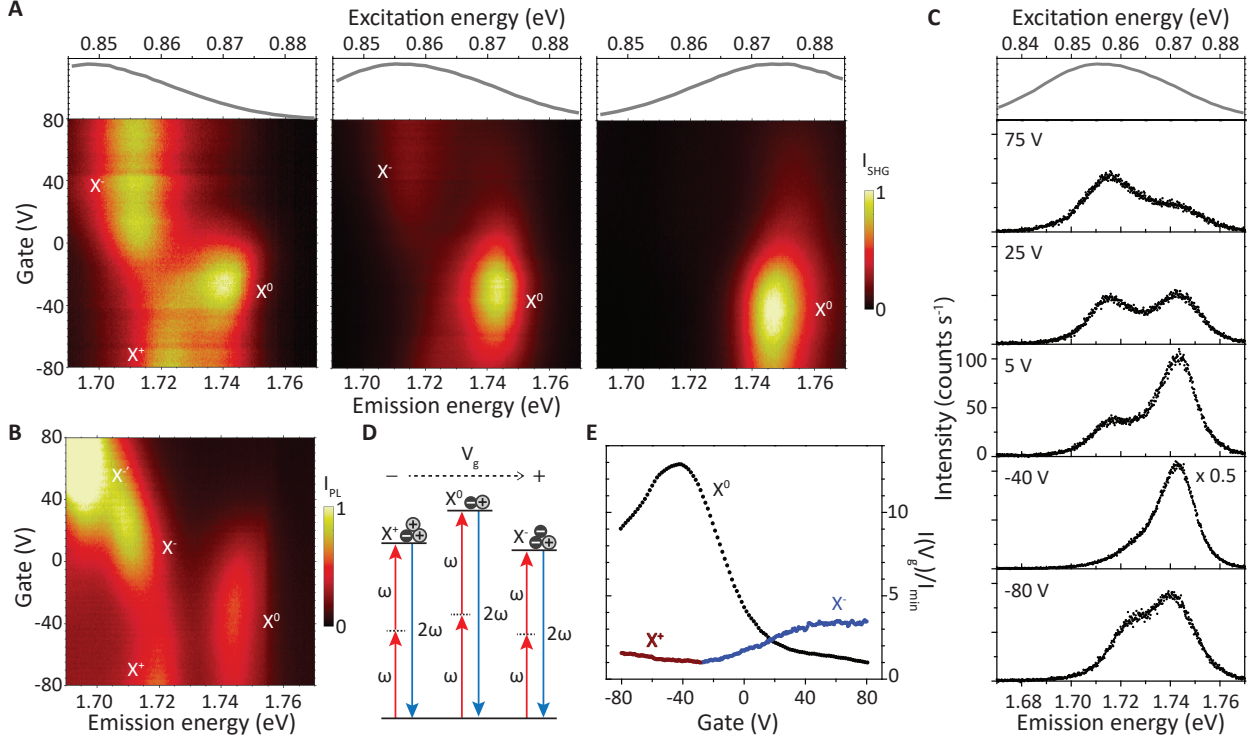 A
Excitation energy (eV)
0.85 0.86 0.87 0.88
0.85 0.86 0.87 0.88
0.85 0.86 0.87 0.88
80
40
0
-40
-80
Gate (V)
X-
X0
X+
X-
X0
X0
ISHG
1
0
1.70 1.72 1.74 1.76
1.70 1.72 1.74 1.76
1.70 1.72 1.74 1.76
Emission energy (eV)
B
80
40
0
-40
-80
Gate (V)
X-′
X-
X0
X+
IPL
1
0
1.70 1.72 1.74 1.76
Emission energy (eV)
D
Vg
− +
X+
X0
X-
ω
ω
2ω
ω
ω
2ω
ω
ω
2ω
E
X0
X-
X+
10
5
0
I(Vg)/Imin
-80 -40 0 40 80
Gate (V)
C
Excitation energy (eV)
0.84 0.85 0.86 0.87 0.88
75 V
25 V
5 V
-40 V
x 0.5
-80 V
100
50
0
Intensity (counts s-1)
1.68 1.70 1.72 1.74 1.76
Emission energy (eV)